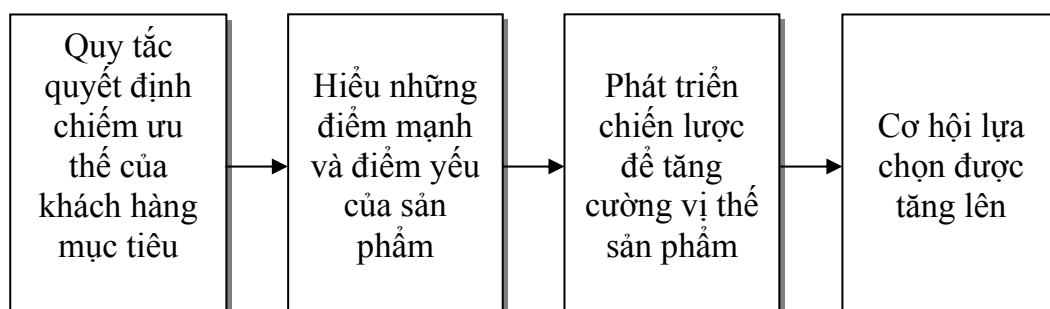 Quy tắc
quyết định
chiếm ưu
thế của
khách hàng
mục tiêu
Hiểu những
điểm mạnh
và điểm yếu
của sản
phẩm
Phát triển
chiến lược
để tăng
cường vị thế
sản phẩm
Cơ hội lựa
chọn được
tăng lên